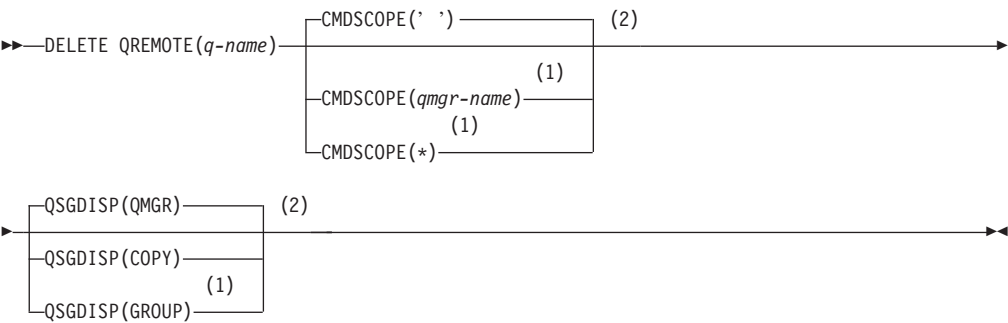 CMDSCOPE(' ') (2)
DELETE QREMOTE(q-name)
(1)
CMDSCOPE(qmgr-name)
(1)
CMDSCOPE(*)
QSGDISP(QMGR) (2)
QSGDISP(COPY)
(1)
QSGDISP(GROUP)